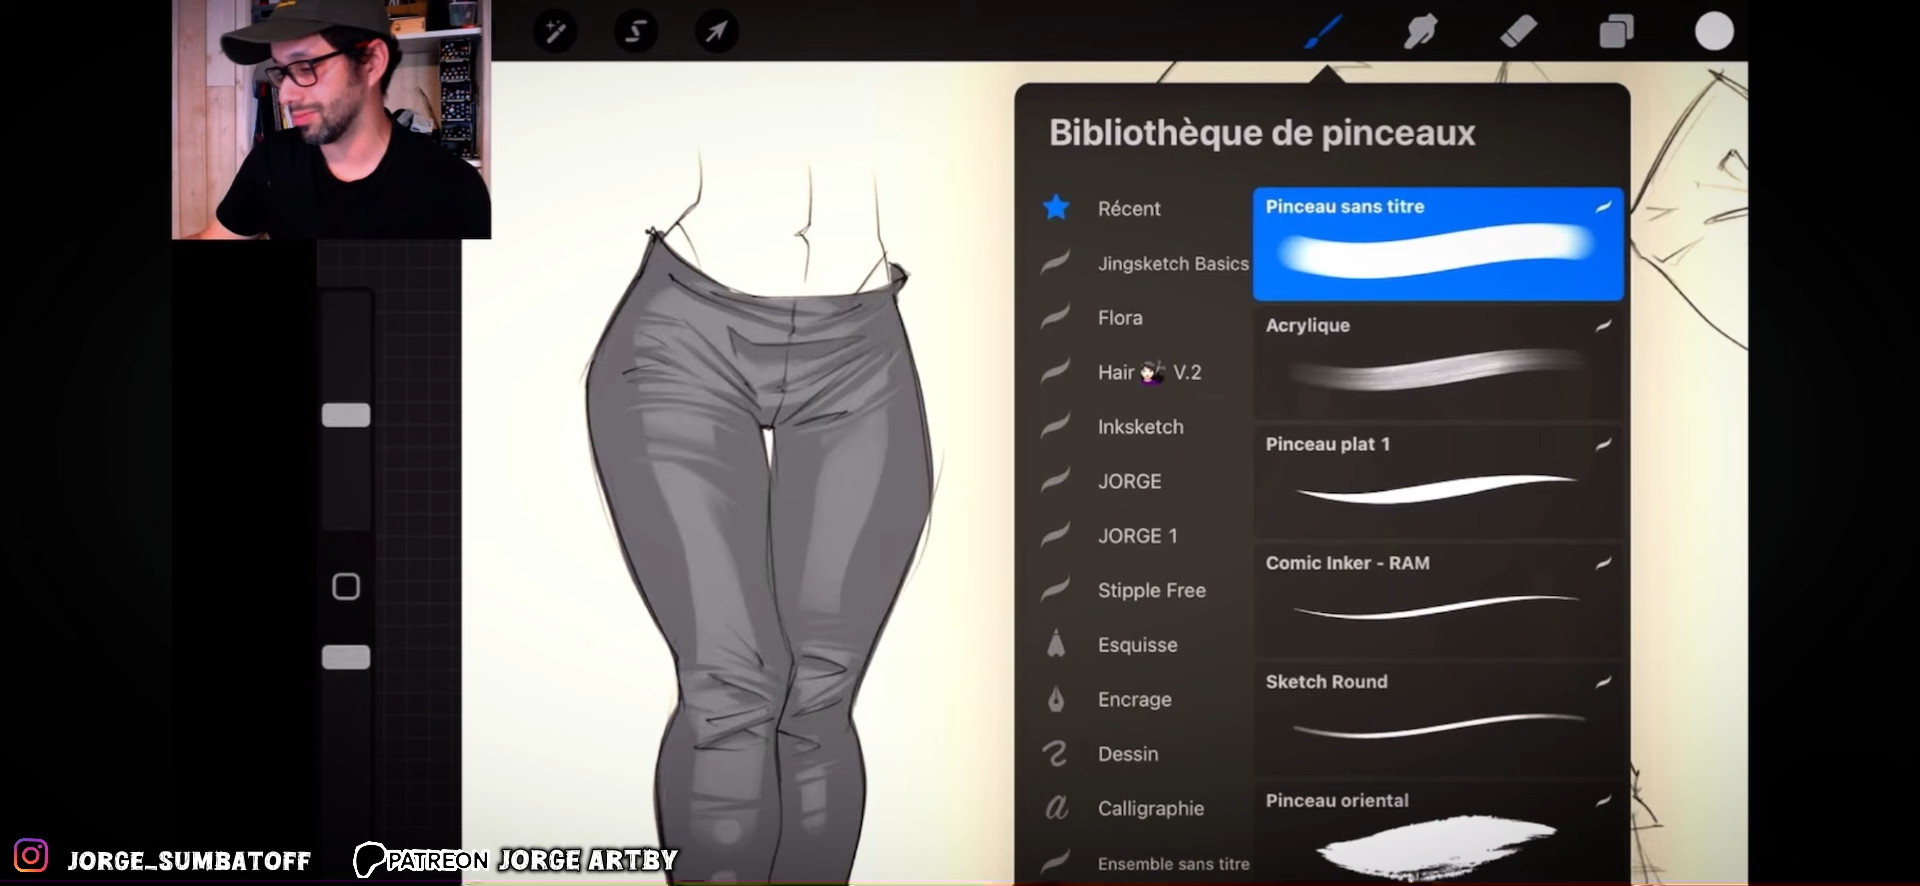 Bibliothèque de pinceaux
Récent
Jingsketch Basics
Flora
Hair V.2
Inksketch
JORGE
JORGE 1
Stipple Free
Esquisse
Encrage
Dessin
Calligraphie
Ensemble sans titre
Pinceau sans titre
Acrylique
Pinceau plat 1
Comic Inker - RAM
Sketch Round
Pinceau oriental
JORGE_SUMBATOFF
PATREON JORGE ARTBY